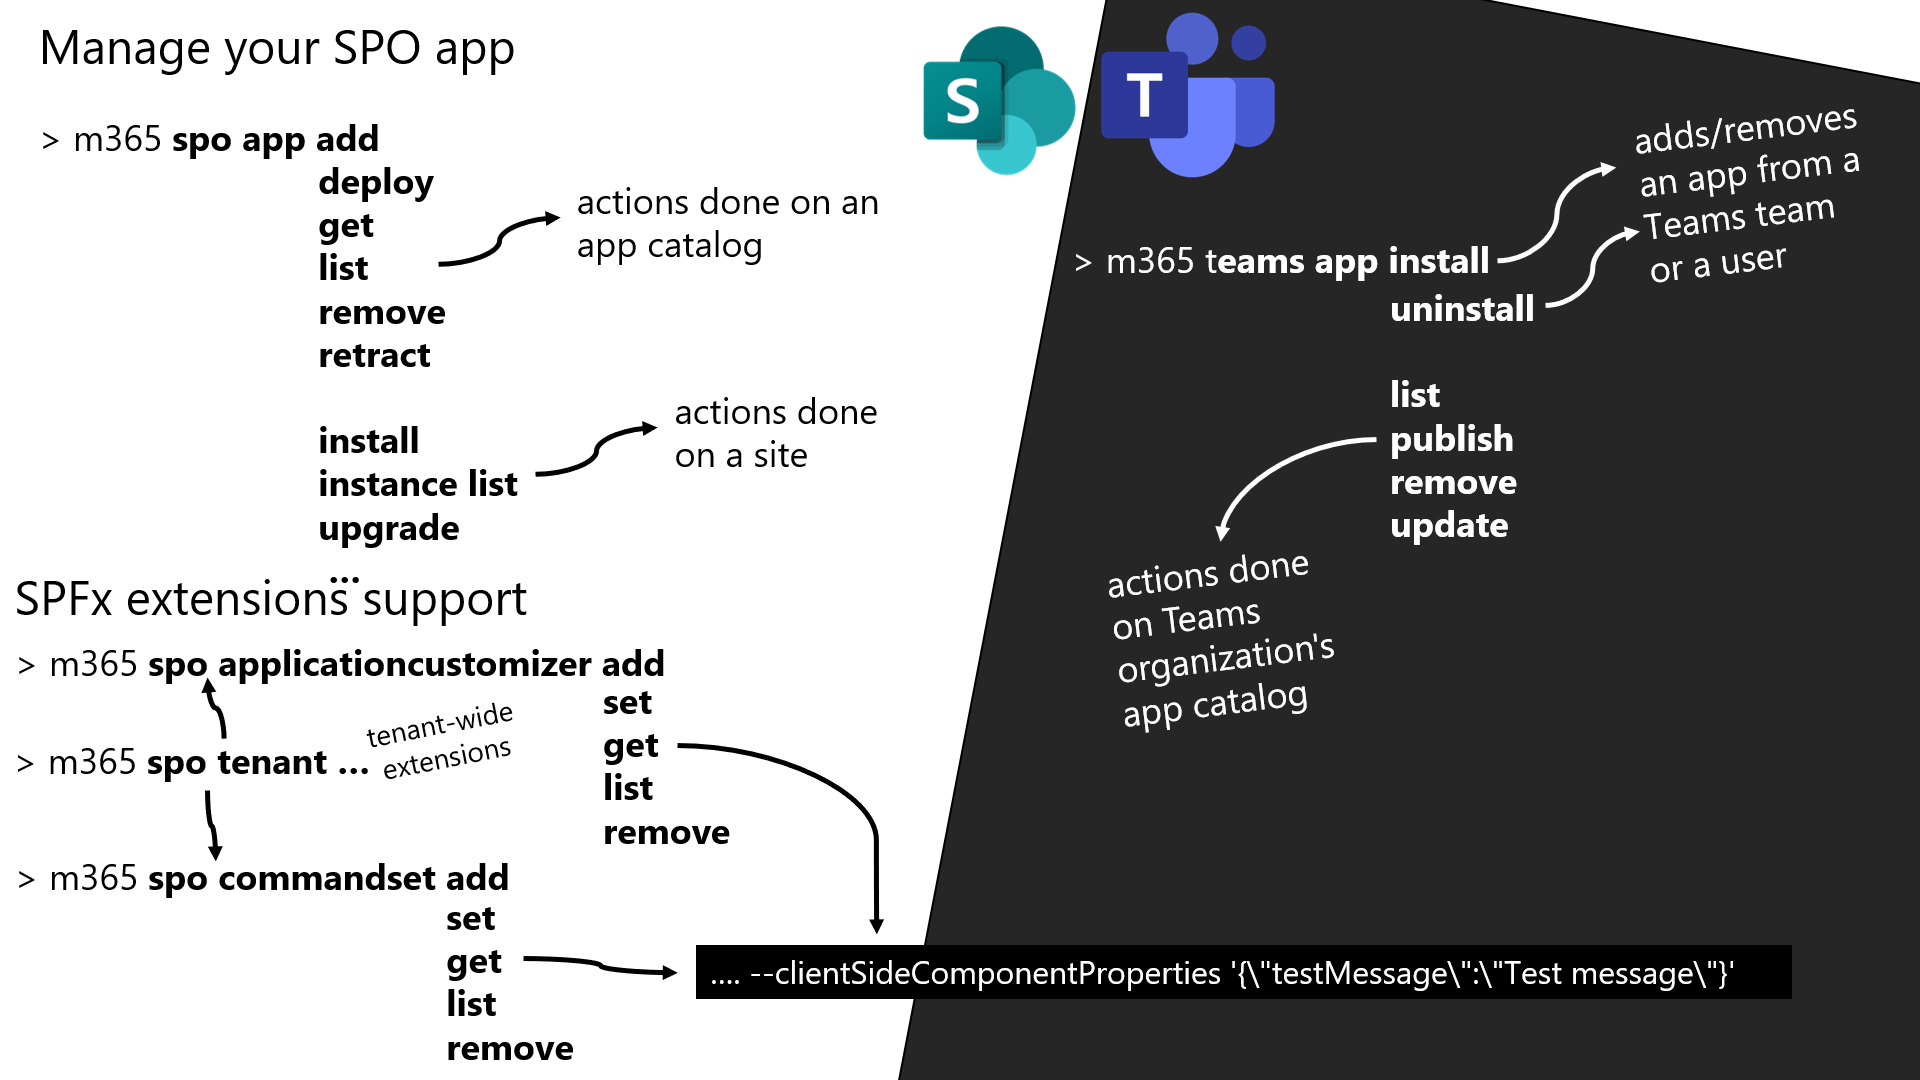 Manage your SPO app
> m365 spo app add
deploy
get
list
remove
retract
actions done on an
app catalog
install
instance list
upgrade
...
actions done
on a site
SPFx extensions support
> m365 spo applicationcustomizer add
set
get
list
remove
> m365 spo tenant ...
tenant-wide
extensions
> m365 spo commandset add
set
get
list
remove
.... --clientSideComponentProperties '{\"testMessage\":\"Test message\"}'
S
T
> m365 teams app install
uninstall
adds/removes
an app from a
Teams team
or a user
list
publish
remove
update
actions done
on Teams
organization's
app catalog